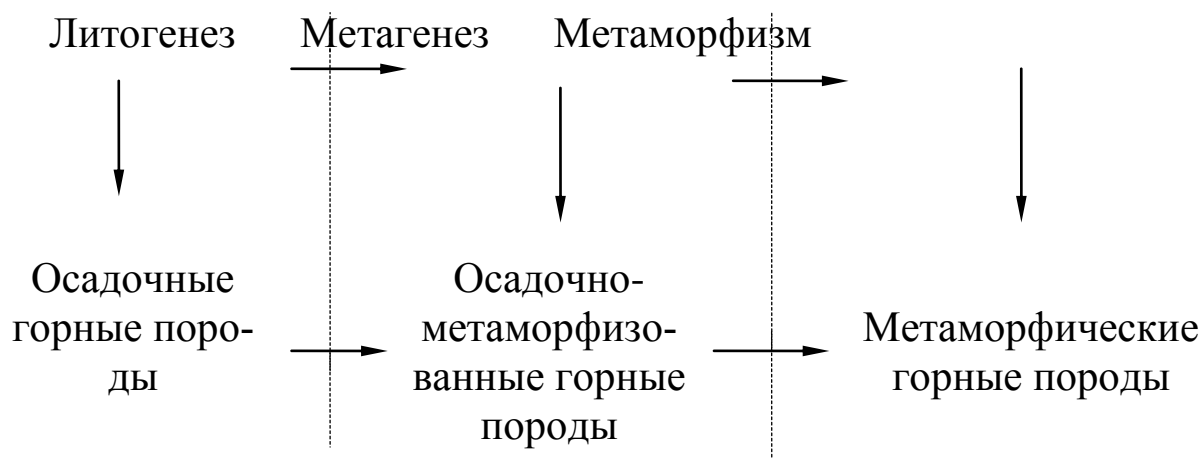 Литогенез Метагенез Метаморфизм
Осадочные
горные поро-
ды
Осадочно-
метаморфизо-
ванные горные
породы
Метаморфические
горные породы